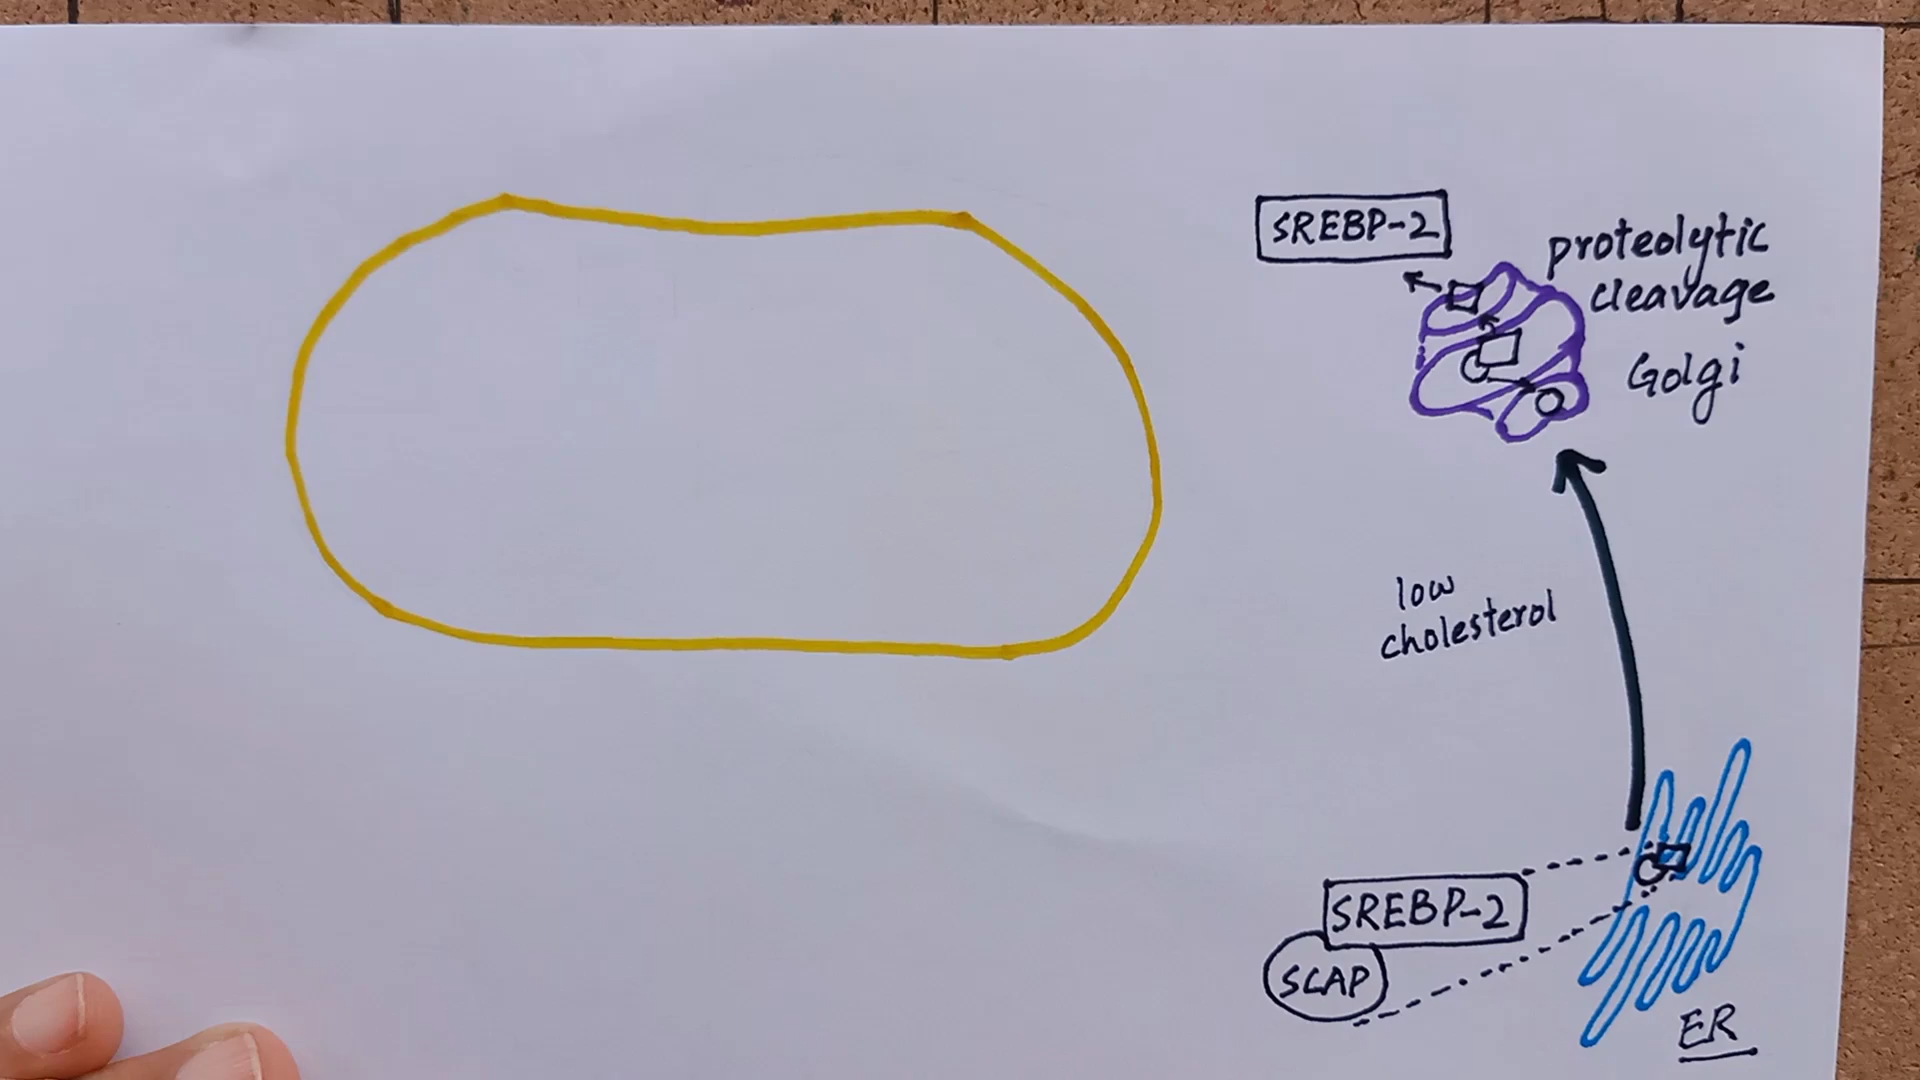 SREBP-2
proteolytic
cleavage
Golgi
low
cholesterol
SREBP-2
SCAP
ER